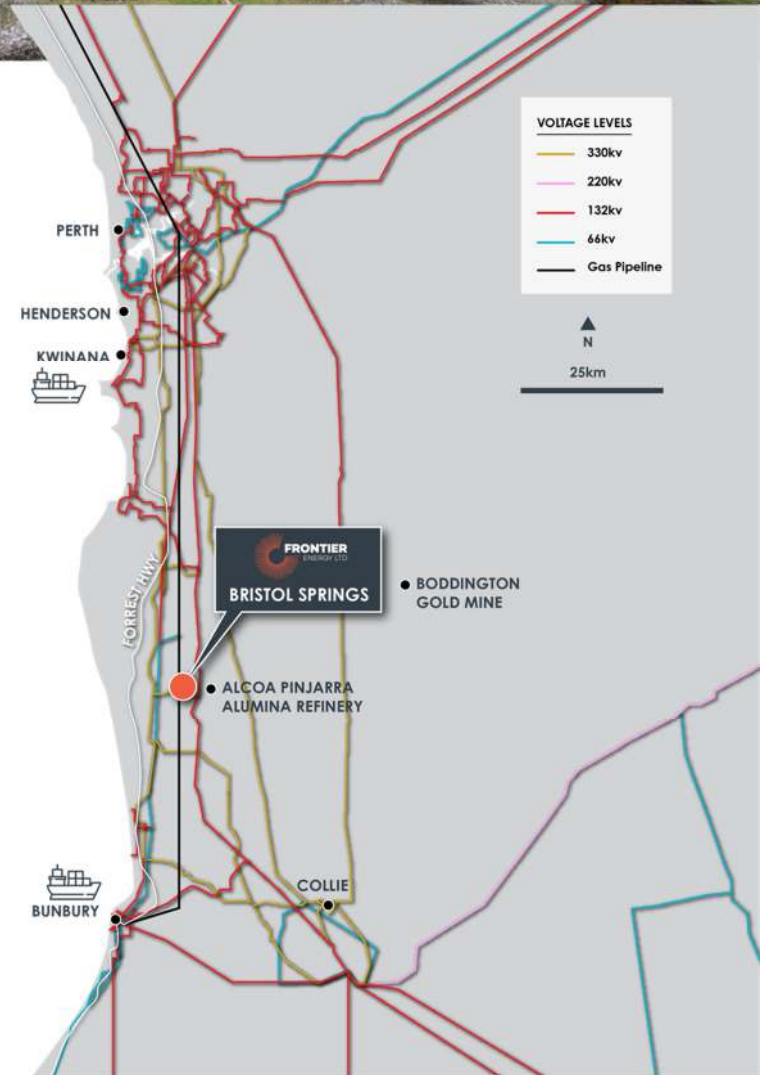 VOLTAGE LEVELS
330kv
220kv
132kv
66kv
Gas Pipeline
N
25km
PERTH
HENDERSON
KWINANA
FORREST HWY
FRONTIER
ENERGY LTD
BRISTOL SPRINGS
BODDINGTON
GOLD MINE
ALCOA PINJARRA
ALUMINA REFINERY
COLLIE
BUNBURY